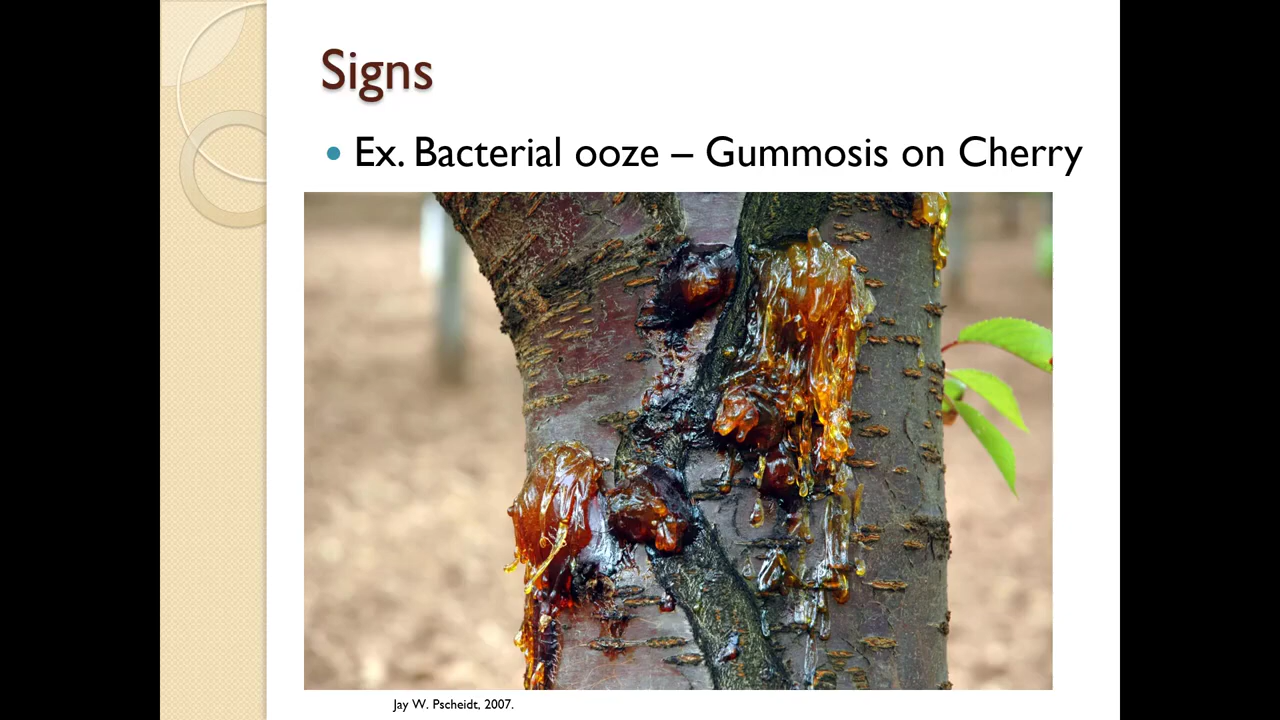 Signs
Ex. Bacterial ooze – Gummosis on Cherry
Jay W. Pscheidt, 2007.